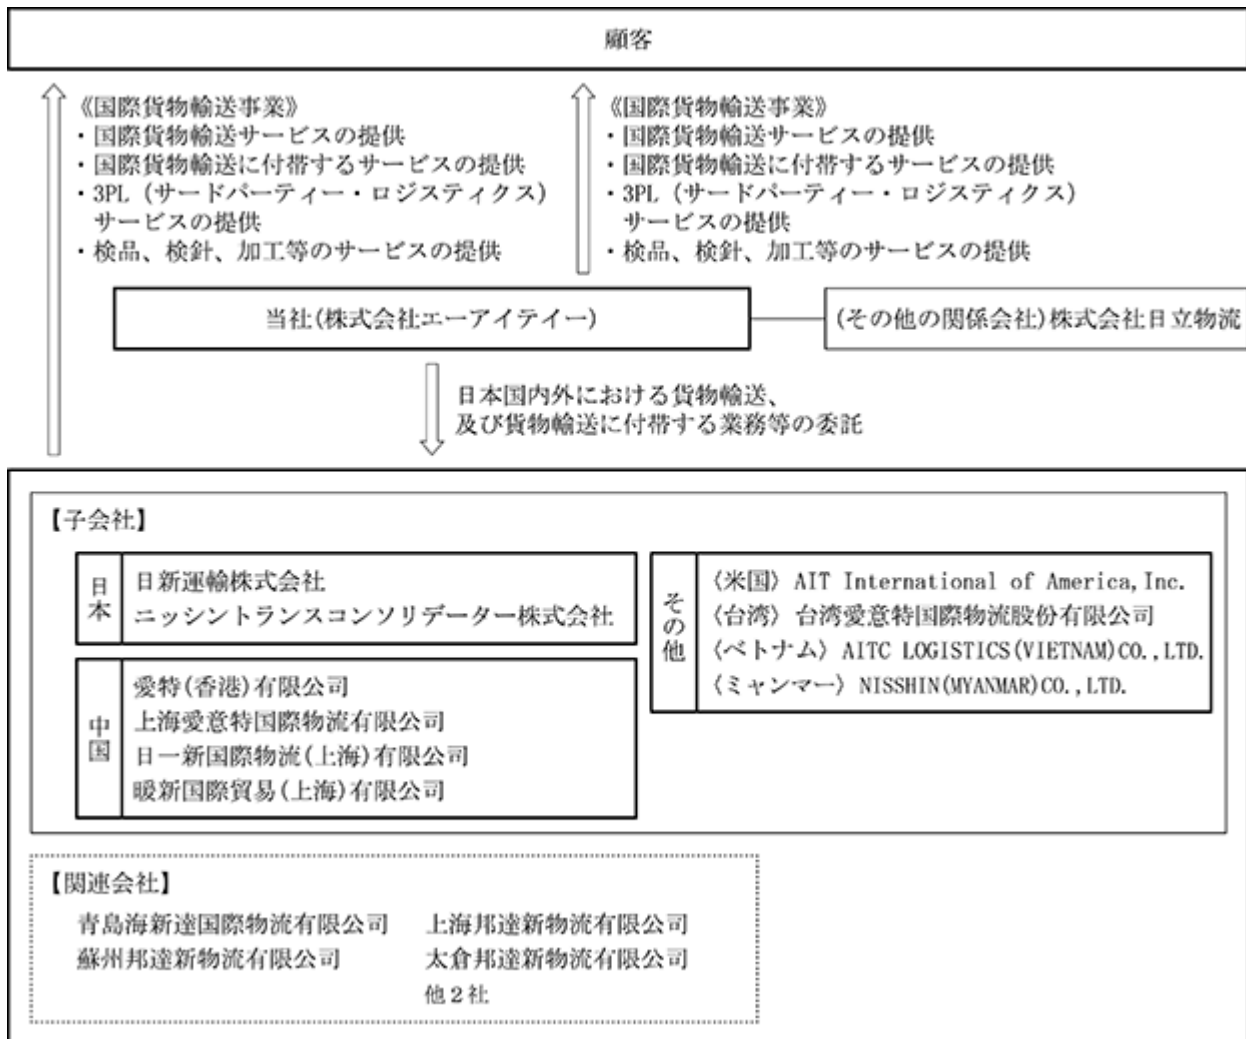 顧客
《国際貨物輸送事業》
・国際貨物輸送サービスの提供
・国際貨物輸送に付帯するサービスの提供
・3PL (サードパーティー・ロジスティクス)
サービスの提供
・検品、検針、加工等のサービスの提供
《国際貨物輸送事業》
・国際貨物輸送サービスの提供
・国際貨物輸送に付帯するサービスの提供
・3PL (サードパーティー・ロジスティクス)
サービスの提供
・検品、検針、加工等のサービスの提供
当社(株式会社エーアイテイー)
(その他の関係会社)株式会社日立物流
日本国内外における貨物輸送、
及び貨物輸送に付帯する業務等の委託
【子会社】
日本
日新運輸株式会社
ニッシントランスコンソリデーター株式会社
中国
愛特(香港)有限公司
上海愛意特国際物流有限公司
日一新国際物流(上海)有限公司
暖新国際貿易(上海)有限公司
その他
〈米国〉AIT International of America,Inc.
〈台湾〉台湾愛意特国際物流股份有限公司
〈ベトナム〉AITC LOGISTICS(VIETNAM)CO.,LTD.
〈ミャンマー〉NISSHIN(MYANMAR)CO.,LTD.
【関連会社】
青島海新達国際物流有限公司
上海邦達新物流有限公司
蘇州邦達新物流有限公司
太倉邦達新物流有限公司
他2社